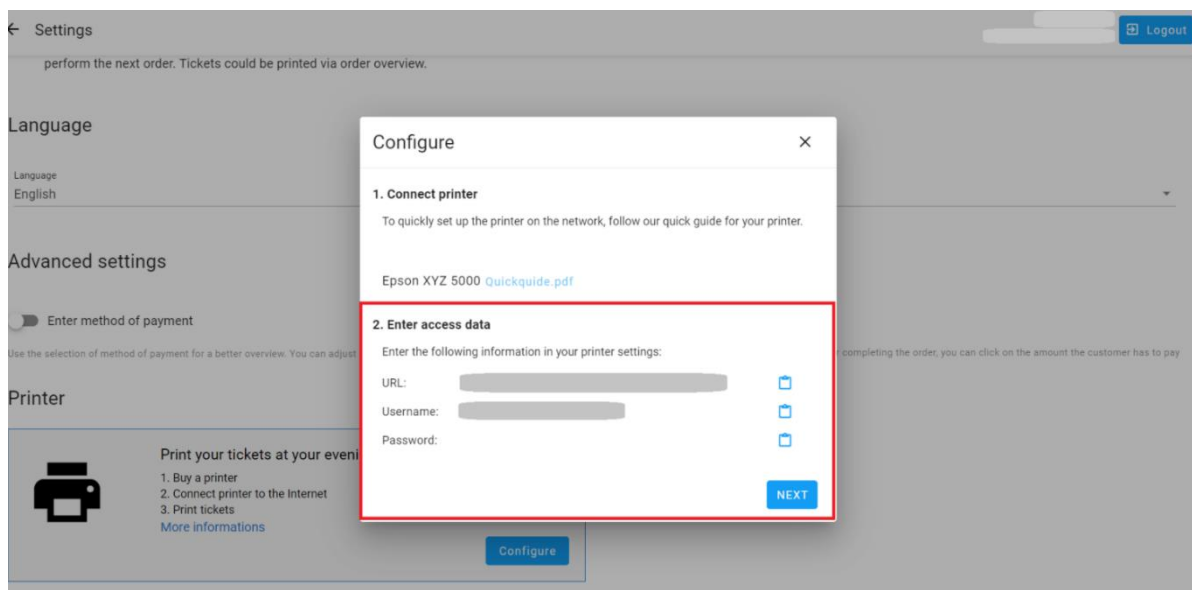 Settings
Logout
perform the next order. Tickets could be printed via order overview.
Language
Language
English
Advanced settings
Enter method of payment
Use the selection of method of payment for a better overview. You can adjust
completing the order, you can click on the amount the customer has to pay
Printer
Print your tickets at your eveni
1. Buy a printer
2. Connect printer to the Internet
3. Print tickets
More informations
Configure
Configure
1. Connect printer
To quickly set up the printer on the network, follow our quick guide for your printer.
Epson XYZ 5000 Quickquide.pdf
2. Enter access data
Enter the following information in your printer settings:
URL:
Username:
Password:
NEXT